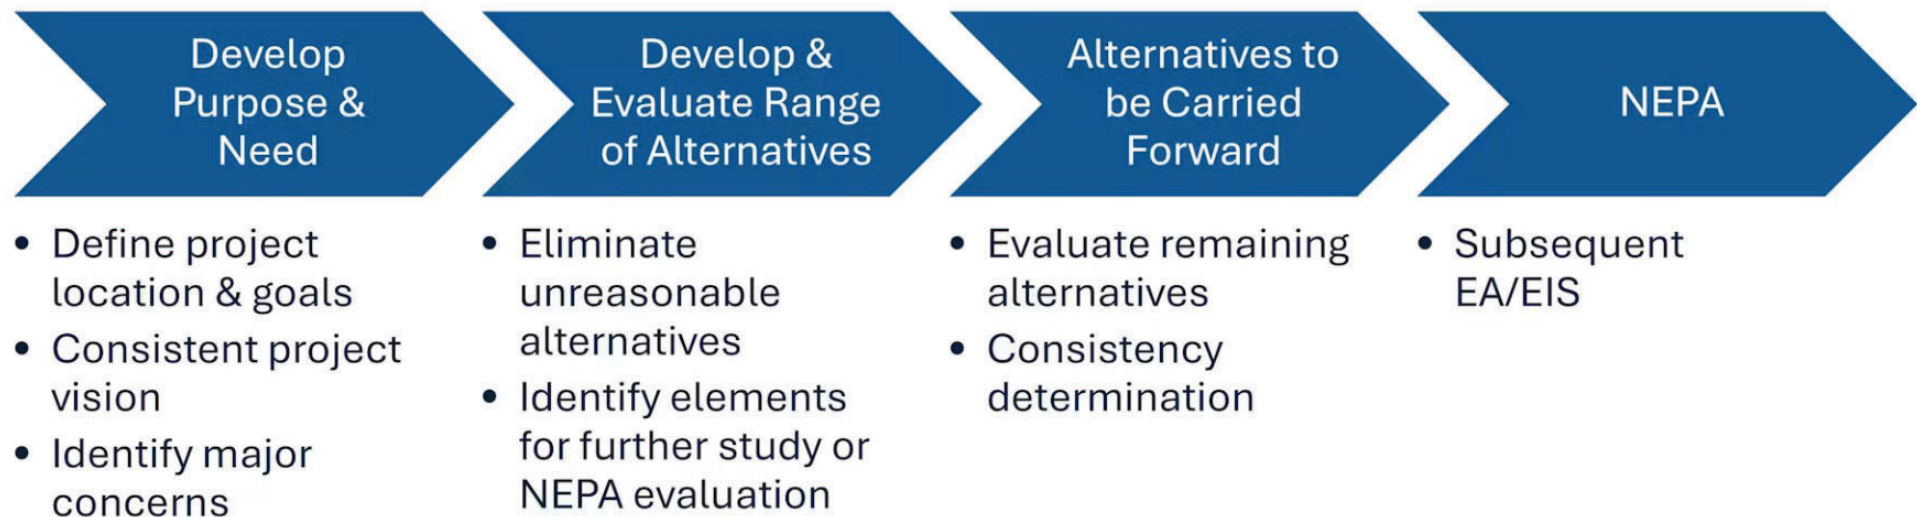 Develop
Purpose &
Need
Develop &
Evaluate Range
of Alternatives
Alternatives to
be Carried
Forward
NEPA
• Define project
location & goals
• Consistent project
vision
• Identify major
concerns
• Eliminate
unreasonable
alternatives
• Identify elements
for further study or
NEPA evaluation
• Evaluate remaining
alternatives
• Consistency
determination
• Subsequent
EA/EIS